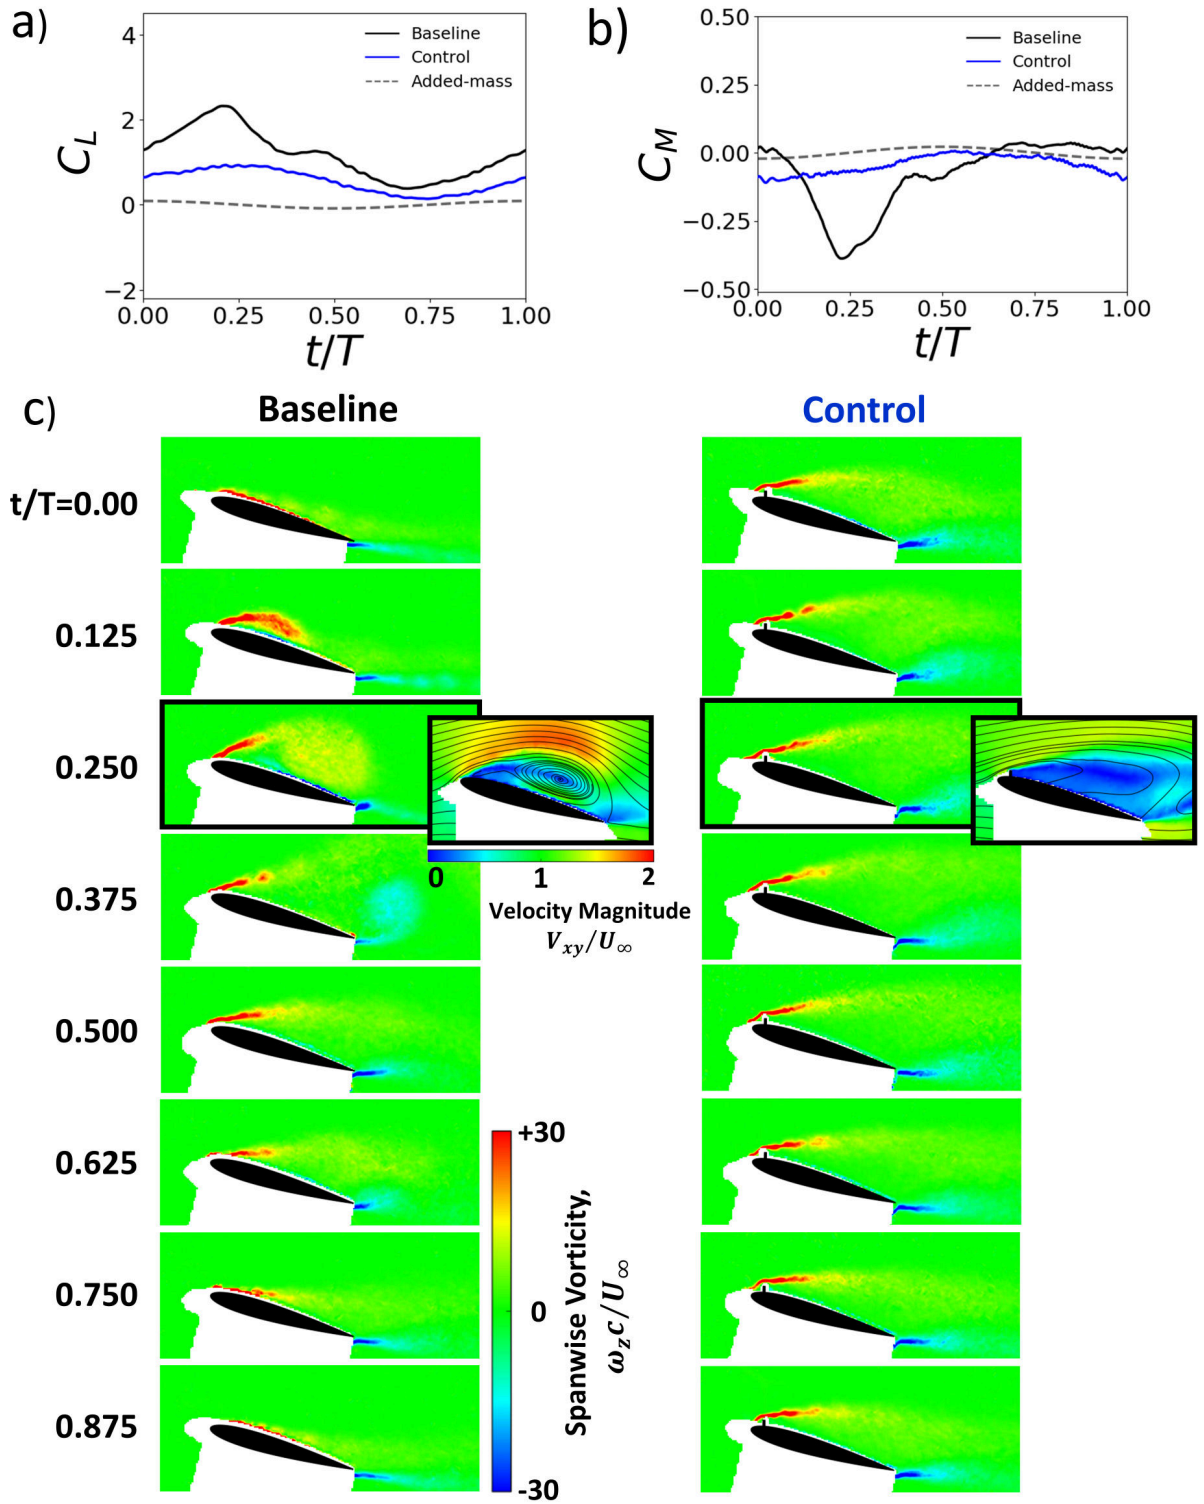 a)
4
2
0
−2
C_L
Baseline
Control
Added-mass
0.00 0.25 0.50 0.75 1.00
t/T
b)
0.50
0.25
0.00
−0.25
−0.50
C_M
Baseline
Control
Added-mass
0.00 0.25 0.50 0.75 1.00
t/T
c)
Baseline
Control
t/T=0.00
0.125
0.250
0 1 2
Velocity Magnitude
V_xy/U_∞
0.375
0.500
0.625
0.750
0.875
+30
0
-30
Spanwise Vorticity,
ω_z c/U_∞